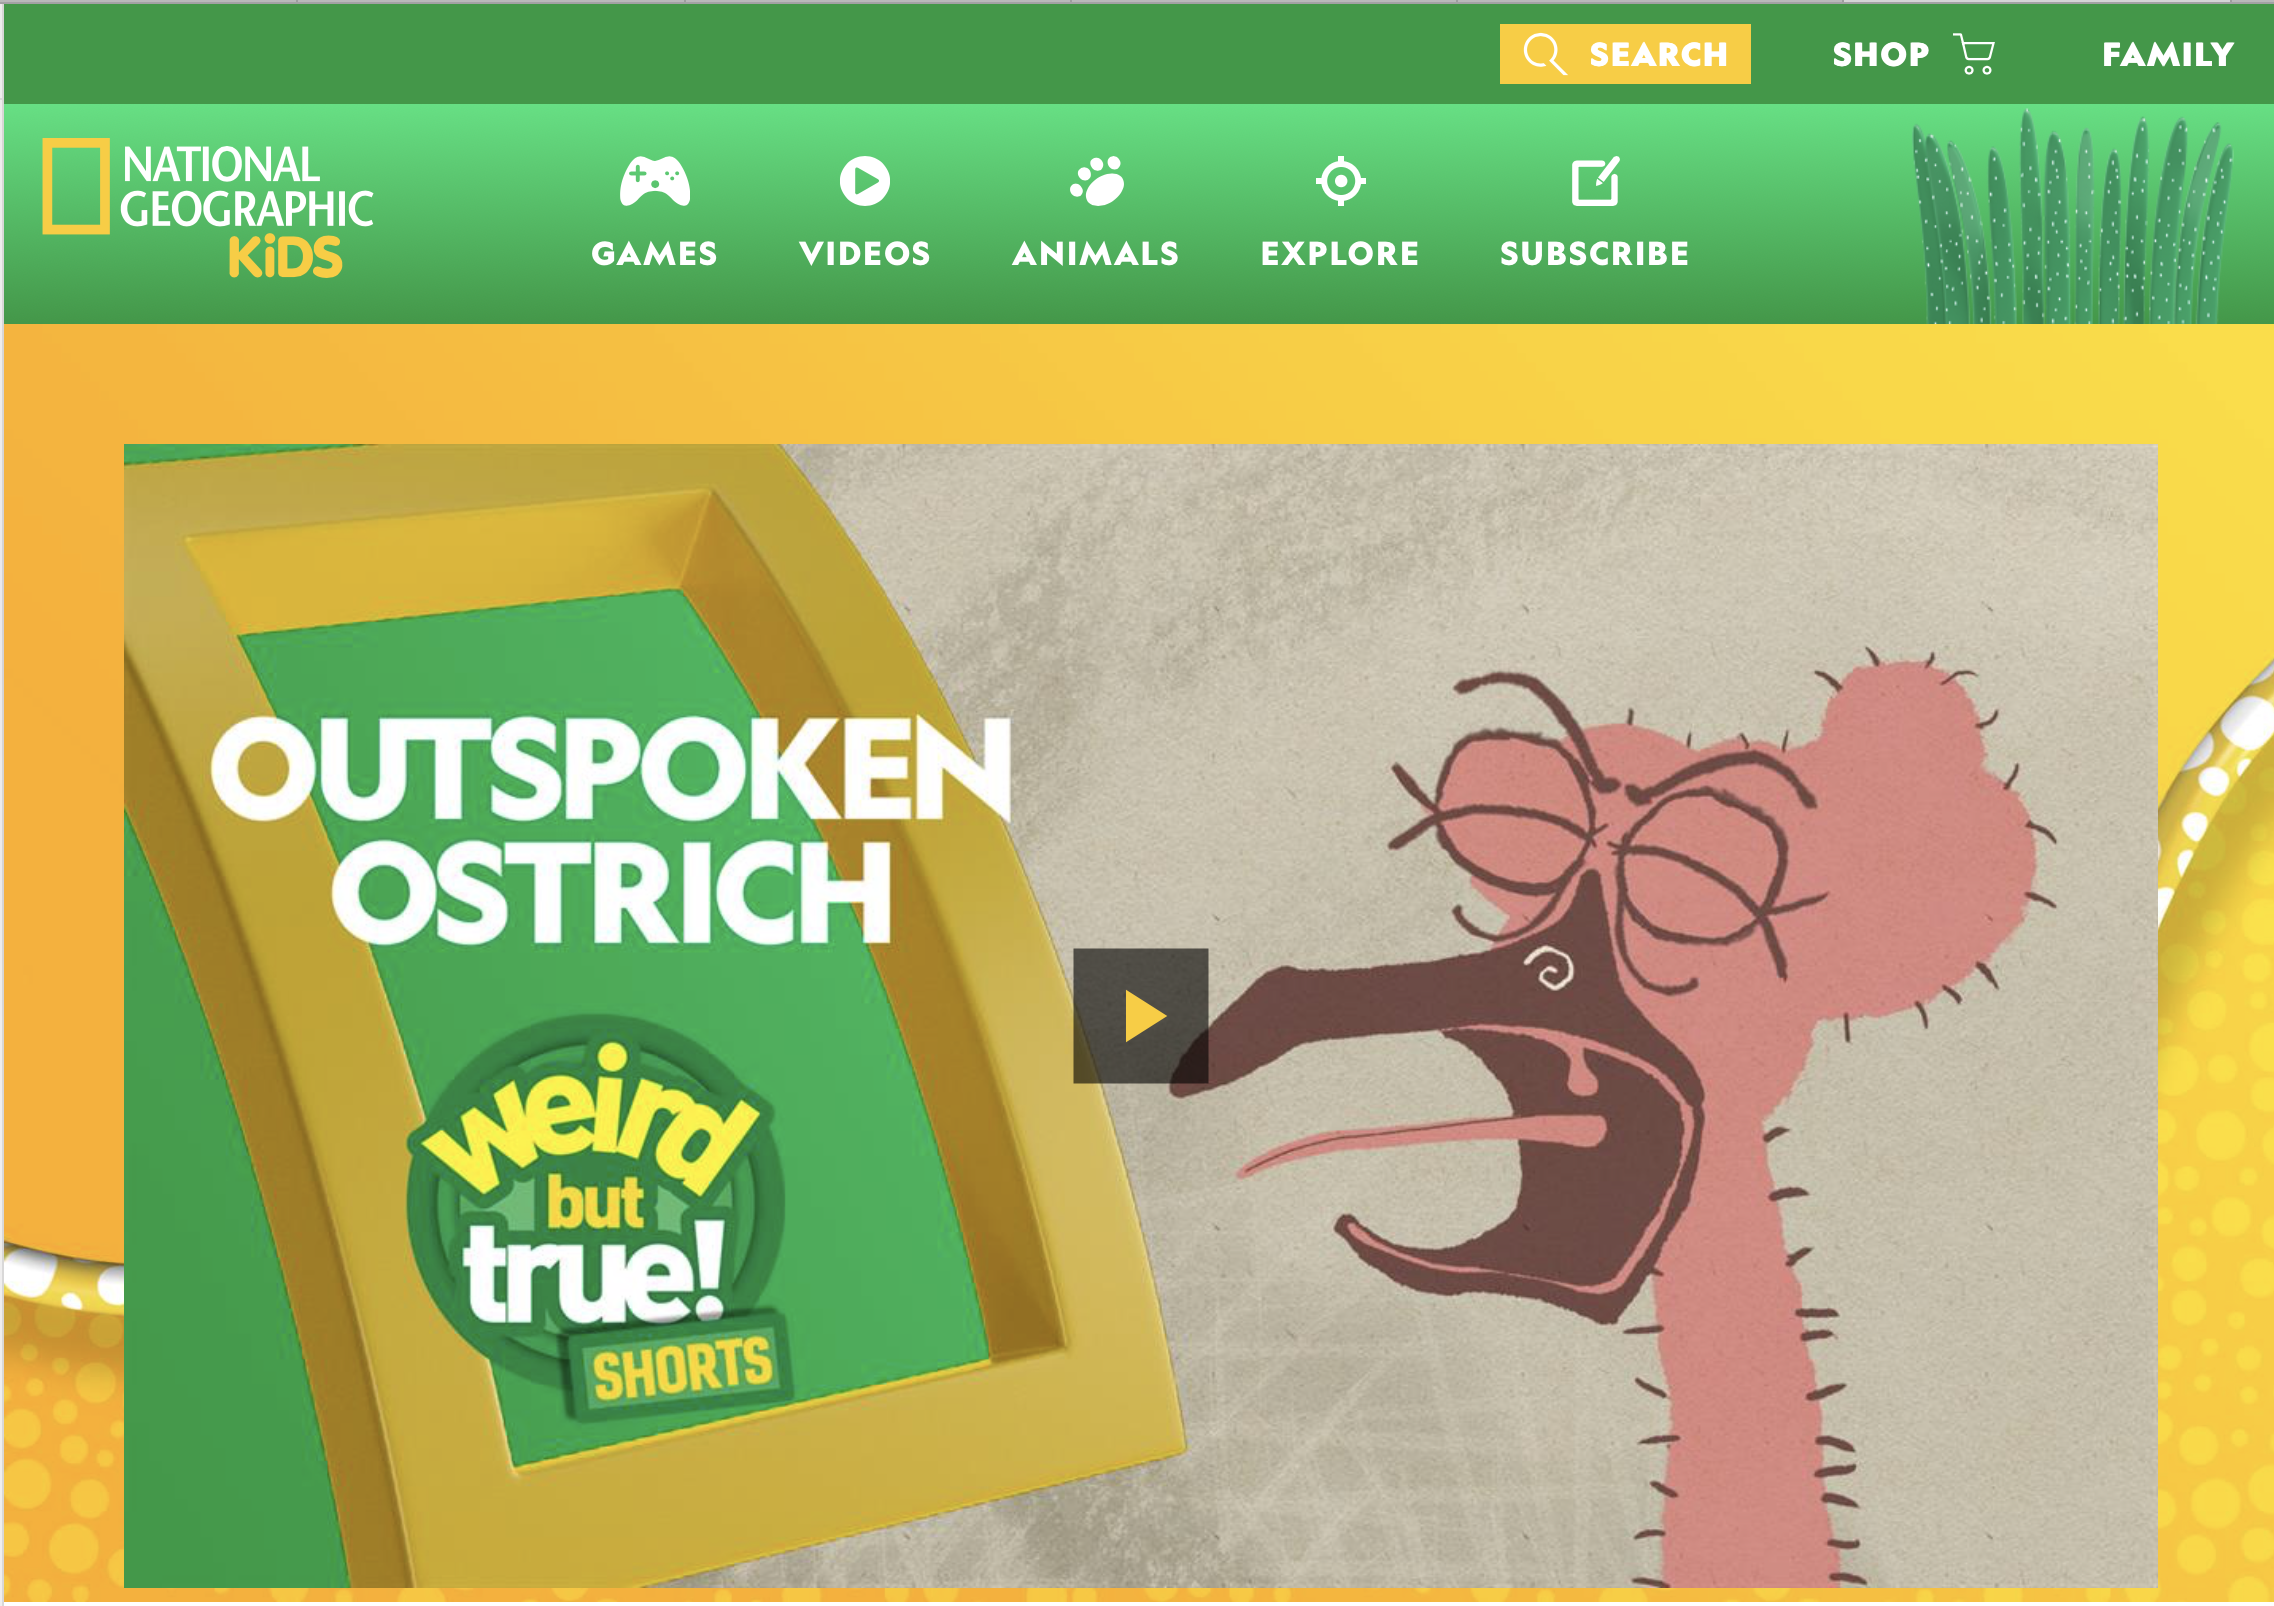 SEARCH
SHOP
FAMILY
NATIONAL
GEOGRAPHIC
KiDS
GAMES
VIDEOS
ANIMALS
EXPLORE
SUBSCRIBE
OUTSPOKEN
OSTRICH
weird
but
true!
SHORTS